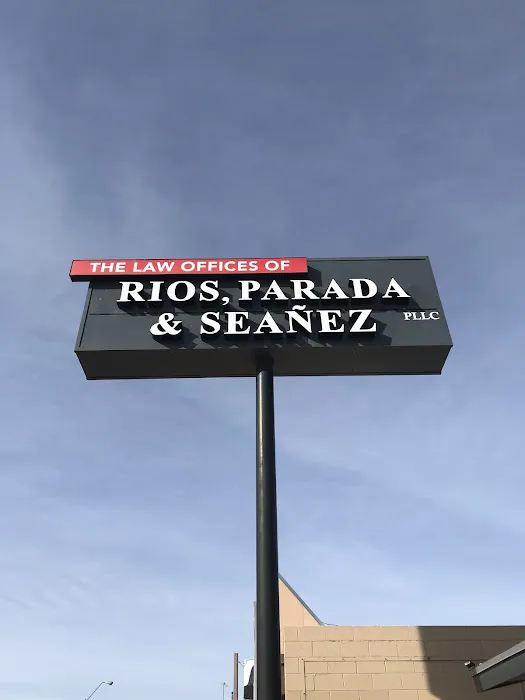 THE LAW OFFICES OF
RIOS, PARADA
& SEAÑEZ PLLC